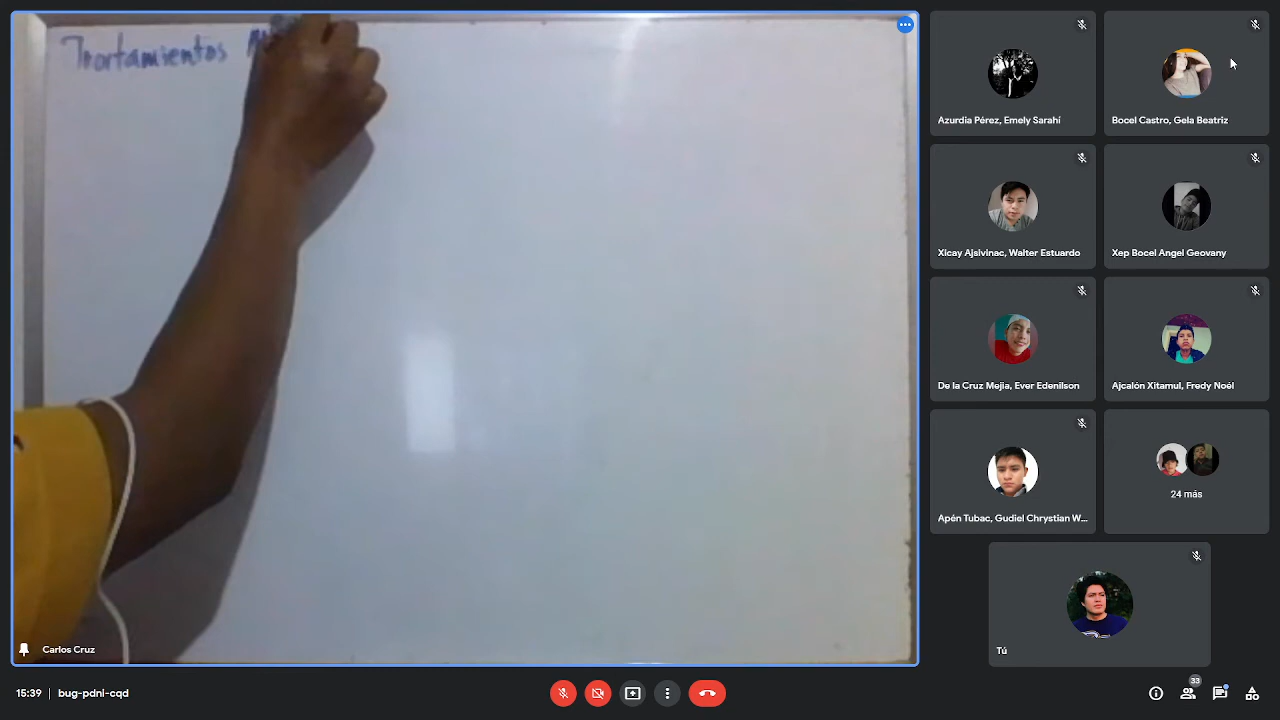 Trartamientos
Azurdia Pérez, Emely Sarahí
Bocel Castro, Gela Beatriz
Xicay Ajsivinac, Walter Estuardo
Xep Bocel Angel Geovany
De la Cruz Mejia, Ever Edenilson
Ajcalón Xitamul, Fredy Noél
Apén Tubac, Gudiel Chrystian W...
24 más
Tú
Carlos Cruz
15:39 | bug-pdnl-cqd
33